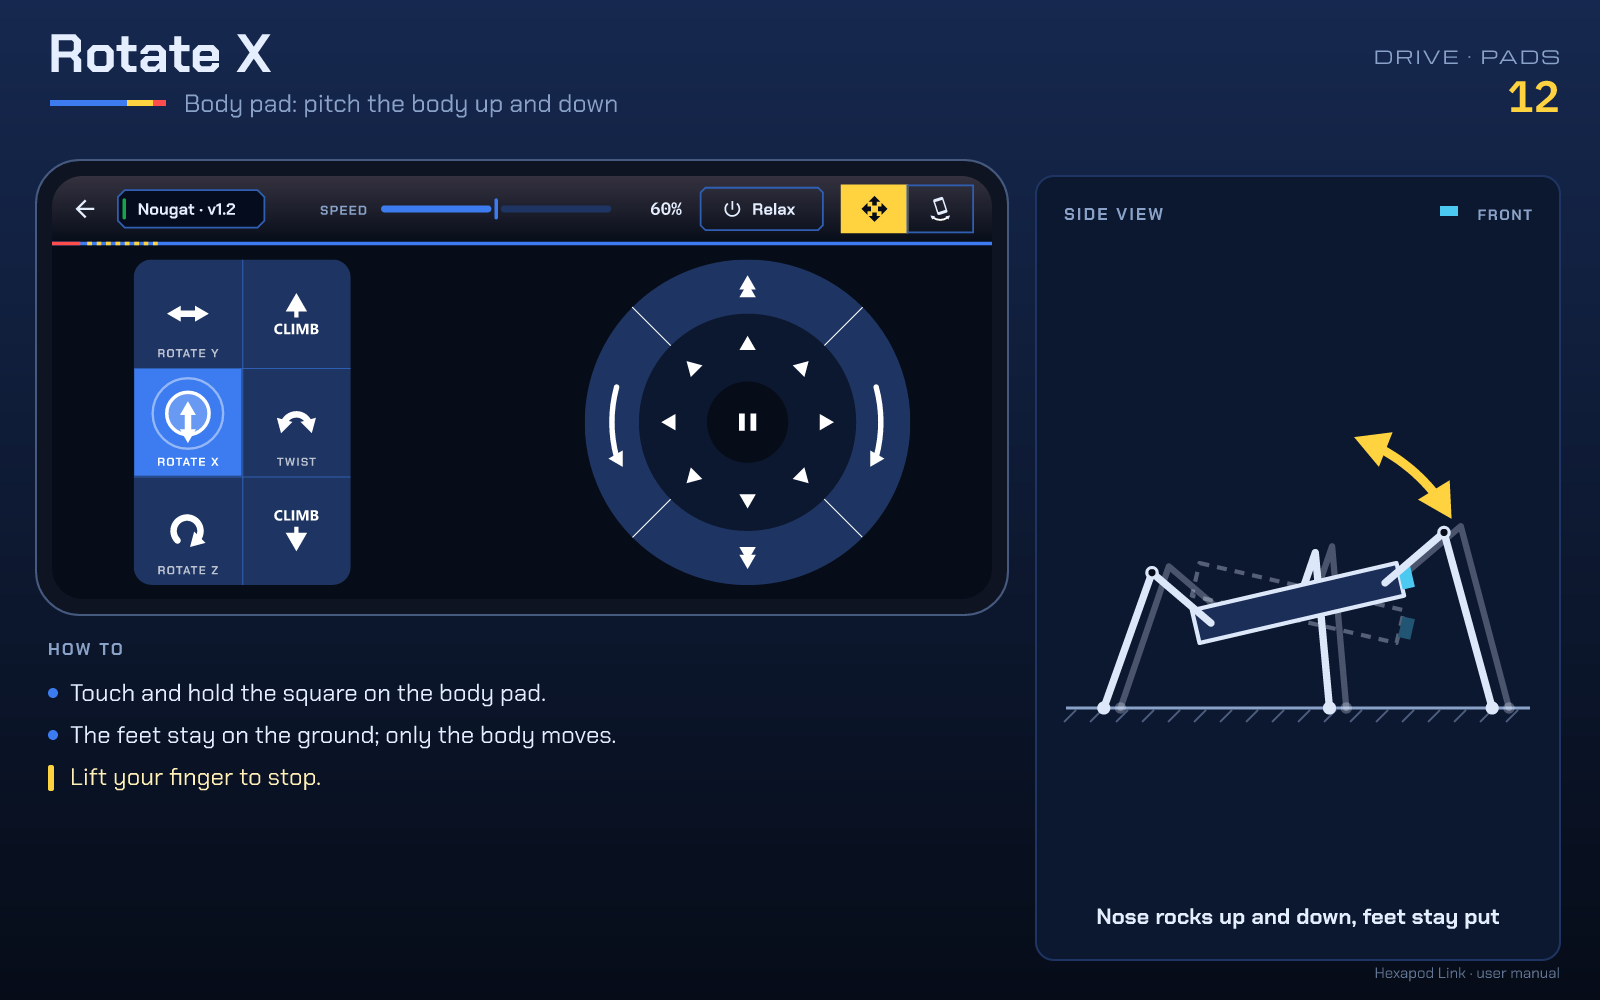 Rotate X
Body pad: pitch the body up and down
DRIVE · PADS
12
Nougat · v1.2
SPEED
60%
Relax
ROTATE Y
CLIMB
ROTATE X
TWIST
ROTATE Z
CLIMB
HOW TO
Touch and hold the square on the body pad.
The feet stay on the ground; only the body moves.
Lift your finger to stop.
SIDE VIEW
FRONT
Nose rocks up and down, feet stay put
Hexapod Link · user manual